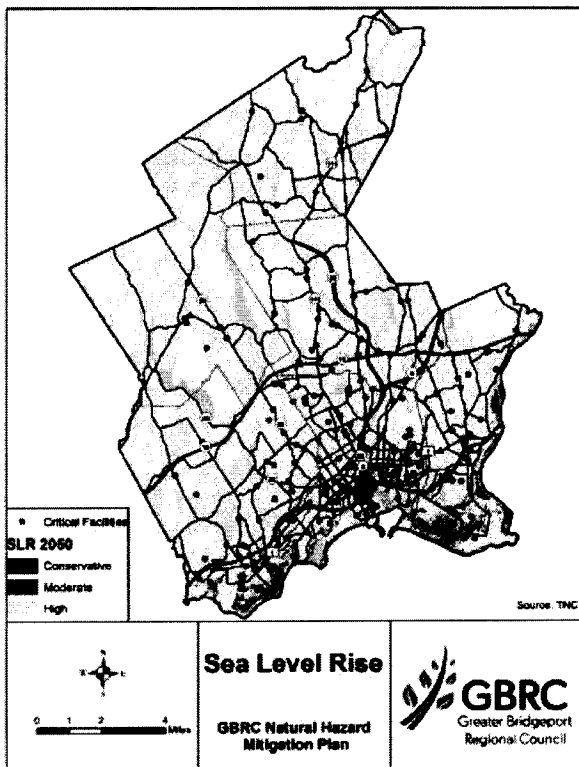 Critical Facilities
SLR 2050
Conservative
Moderate
High
Source: TNC
N
W E
S
0 1 2 4
Miles
Sea Level Rise
GBRC Natural Hazard
Mitigation Plan
GBRC
Greater Bridgeport
Regional Council